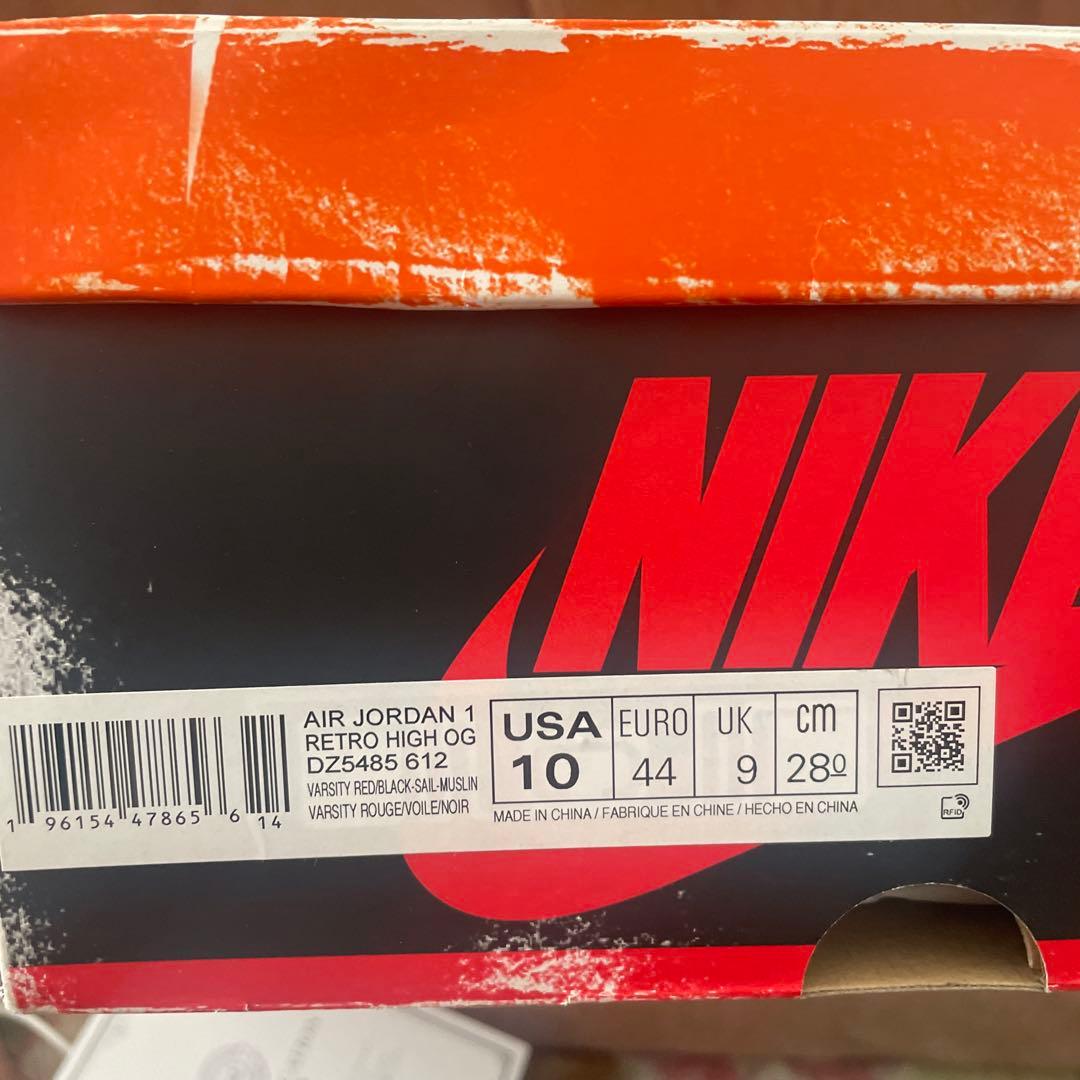 NIKE
AIR JORDAN 1
RETRO HIGH OG
DZ5485 612
VARSITY RED/BLACK-SAIL-MUSLIN
VARSITY ROUGE/VOILE/NOIR
1 96154 47865 6 14
USA EURO UK cm
10 44 9 280
MADE IN CHINA / FABRIQUE EN CHINE / HECHO EN CHINA
RFID